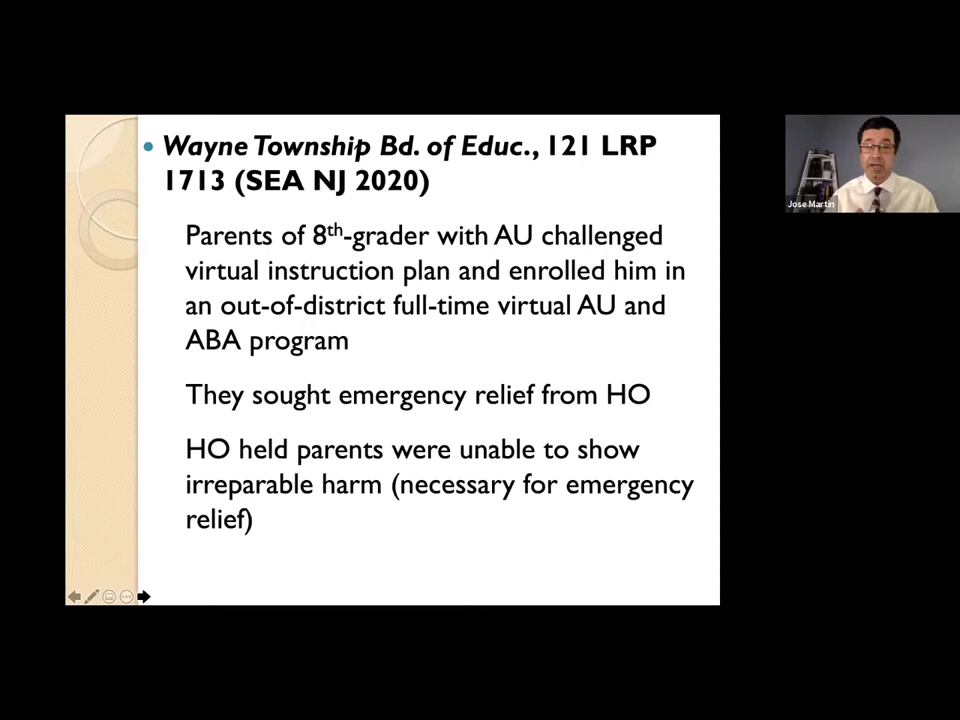 Wayne Township Bd. of Educ., 121 LRP
1713 (SEA NJ 2020)
Parents of 8th-grader with AU challenged
virtual instruction plan and enrolled him in
an out-of-district full-time virtual AU and
ABA program
They sought emergency relief from HO
HO held parents were unable to show
irreparable harm (necessary for emergency
relief)
Jose Martin